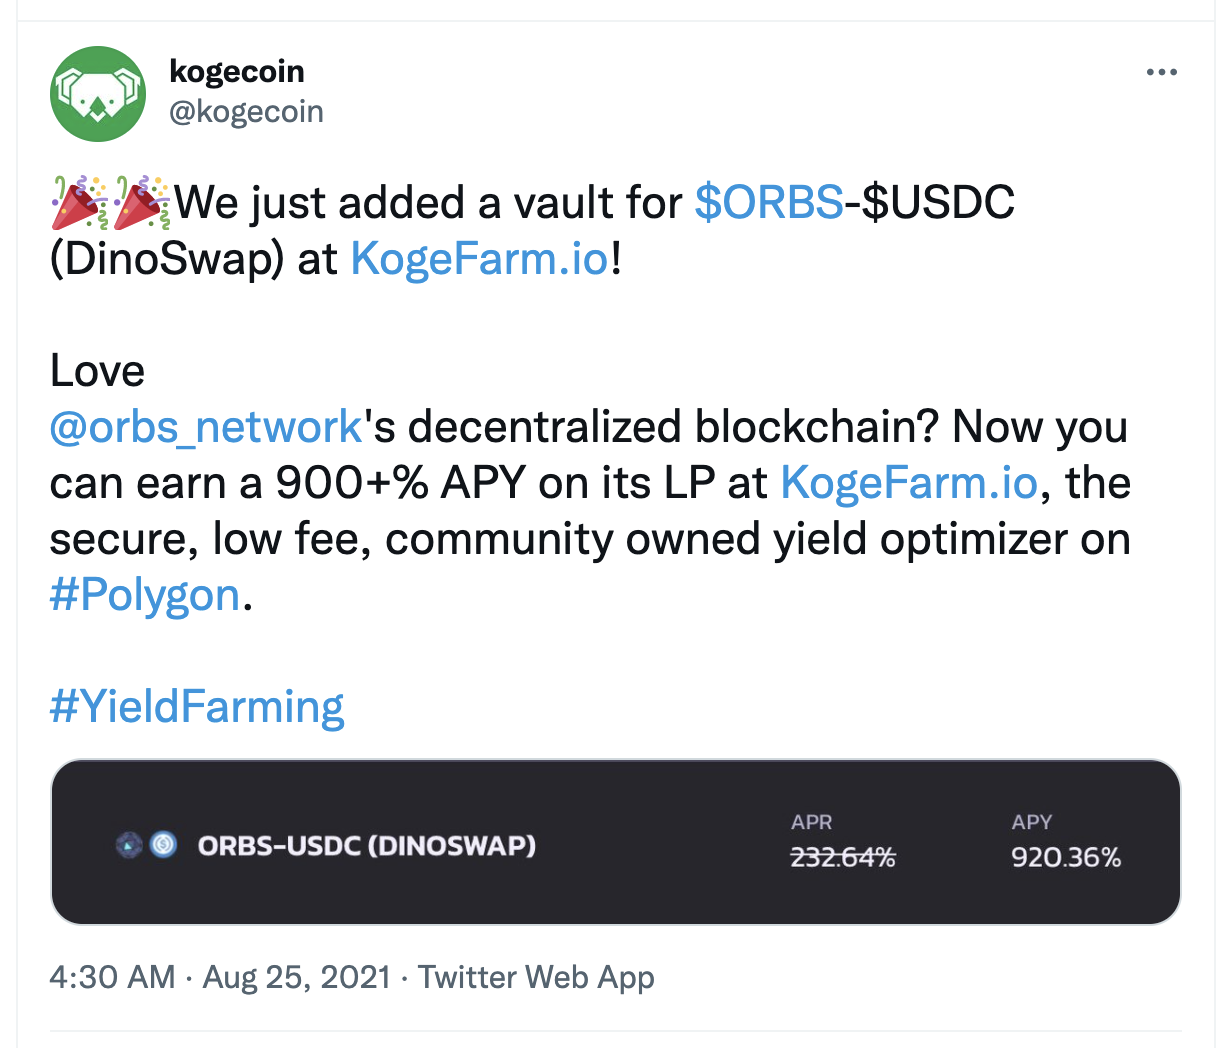 kogecoin
@kogecoin
🎉🎉We just added a vault for $ORBS-$USDC
(DinoSwap) at KogeFarm.io!
Love
@orbs_network's decentralized blockchain? Now you
can earn a 900+% APY on its LP at KogeFarm.io, the
secure, low fee, community owned yield optimizer on
#Polygon.
#YieldFarming
APR APY
ORBS-USDC (DINOSWAP) 232.64% 920.36%
4:30 AM · Aug 25, 2021 · Twitter Web App